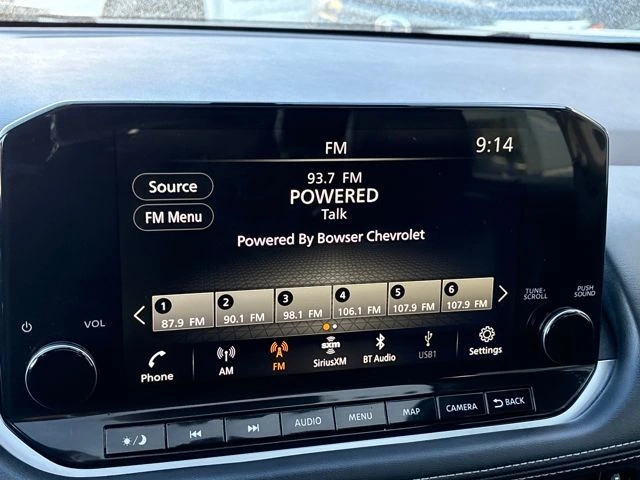 FM
9:14
93.7 FM
Source
POWERED
FM Menu
Talk
Powered By Bowser Chevrolet
1 2 3 4 5 6
87.9 FM 90.1 FM 98.1 FM 106.1 FM 107.9 FM 107.9 FM
VOL
TUNE-SCROLL
PUSH SOUND
Phone
AM
FM
sxm
SiriusXM
BT Audio
USB1
Settings
AUDIO
MENU
MAP
CAMERA
BACK